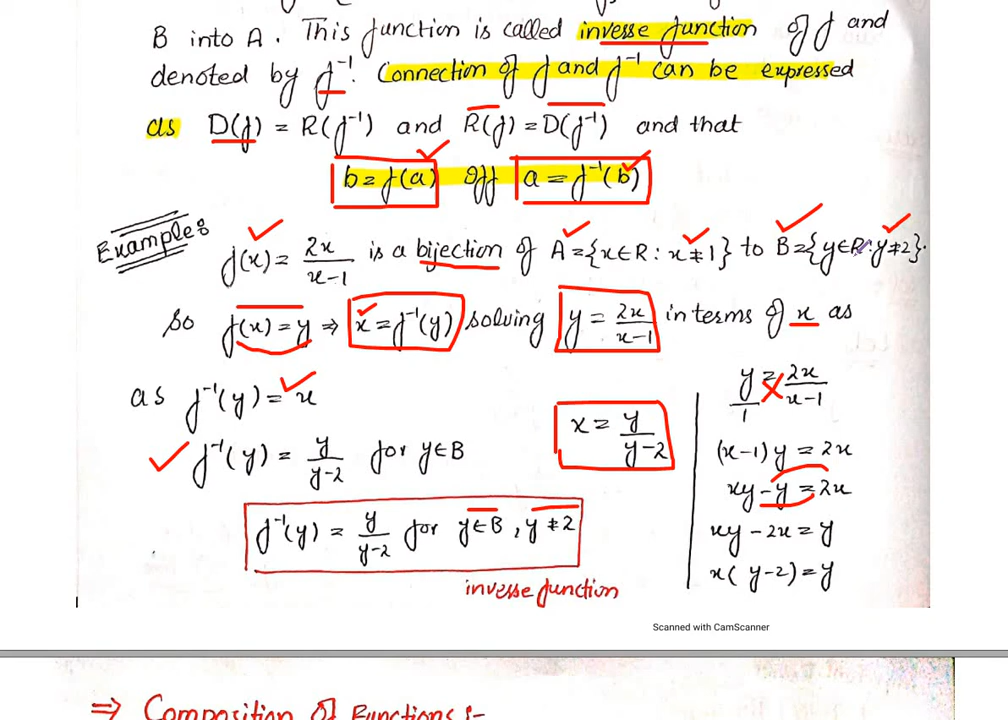 B into A. This function is called inverse function of f and
denoted by f⁻¹. Connection of f and f⁻¹ can be expressed
as D(f) = R(f⁻¹) and R(f) = D(f⁻¹) and that
b = f(a) iff a = f⁻¹(b)
Example:
f(x) = 2x/x-1 is a bijection of A = {x∈R : x≠1} to B = {y∈R : y≠2}.
So f(x) = y ⇒ x = f⁻¹(y) solving y = 2x/x-1 in terms of x as
as f⁻¹(y) = x
f⁻¹(y) = y/y-2 for y∈B
x = y/y-2
f⁻¹(y) = y/y-2 for y∈B, y≠2
inverse function
y/1 = 2x/x-1
(x-1)y = 2x
xy - y = 2x
xy - 2x = y
x(y-2) = y
Scanned with CamScanner
⇒ Composition Of Functions :-